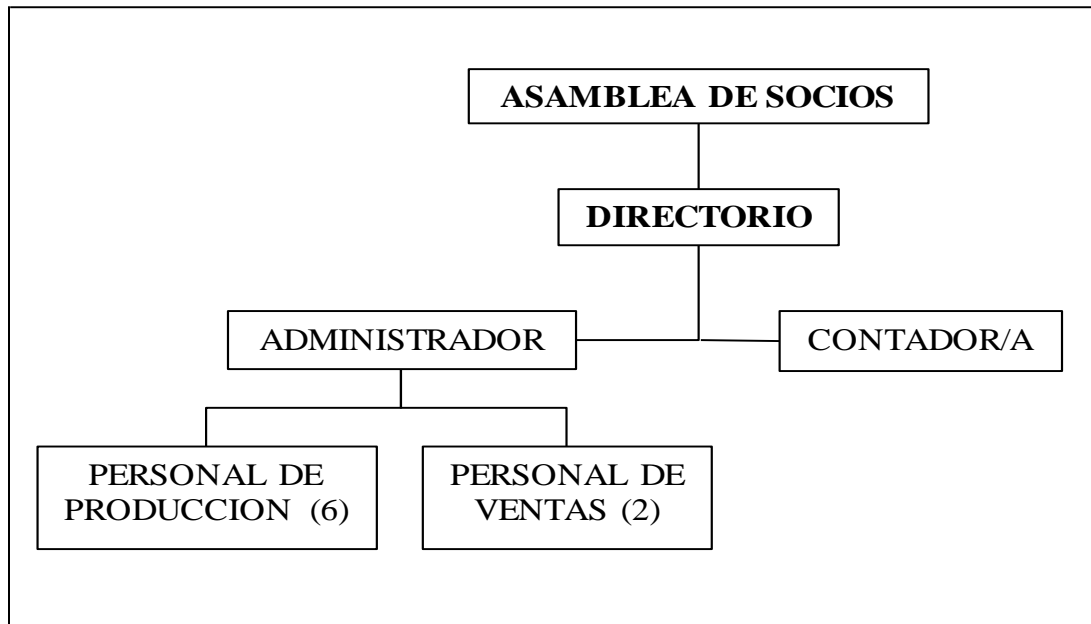 ASAMBLEA DE SOCIOS
DIRECTORIO
ADMINISTRADOR
CONTADOR/A
PERSONAL DE
PRODUCCION (6)
PERSONAL DE
VENTAS (2)